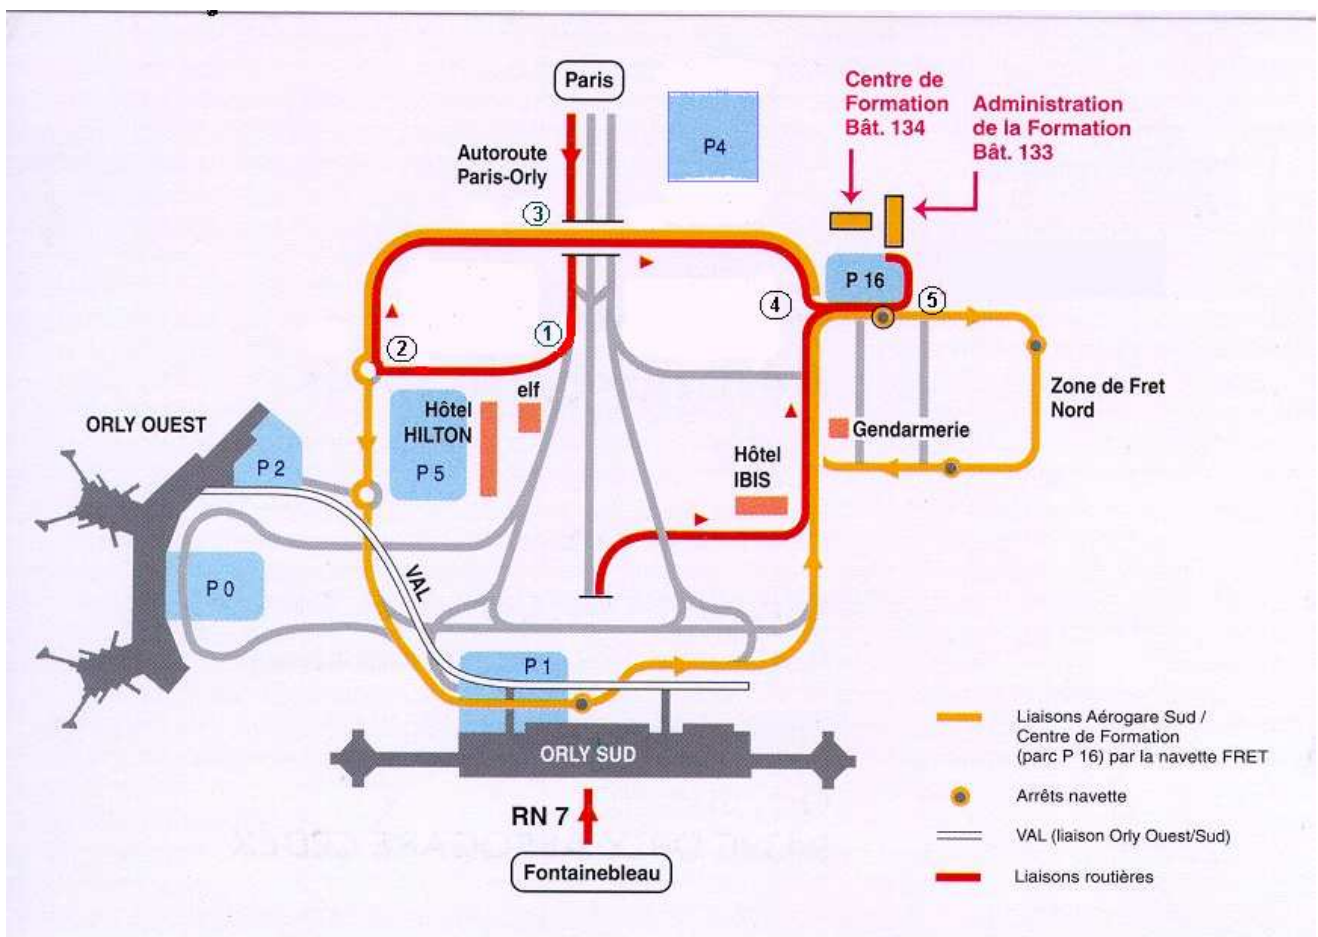 Paris
Centre de
Formation
Bât. 134
Administration
de la Formation
Bât. 133
P4
Autoroute
Paris-Orly
3
P 16
4
5
1
2
elf
Hôtel
HILTON
P 5
ORLY OUEST
P 2
Zone de Fret
Nord
Gendarmerie
Hôtel
IBIS
P 0
VAL
P 1
ORLY SUD
RN 7
Fontainebleau
Liaisons Aérogare Sud /
Centre de Formation
(parc P 16) par la navette FRET
Arrêts navette
VAL (liaison Orly Ouest/Sud)
Liaisons routières